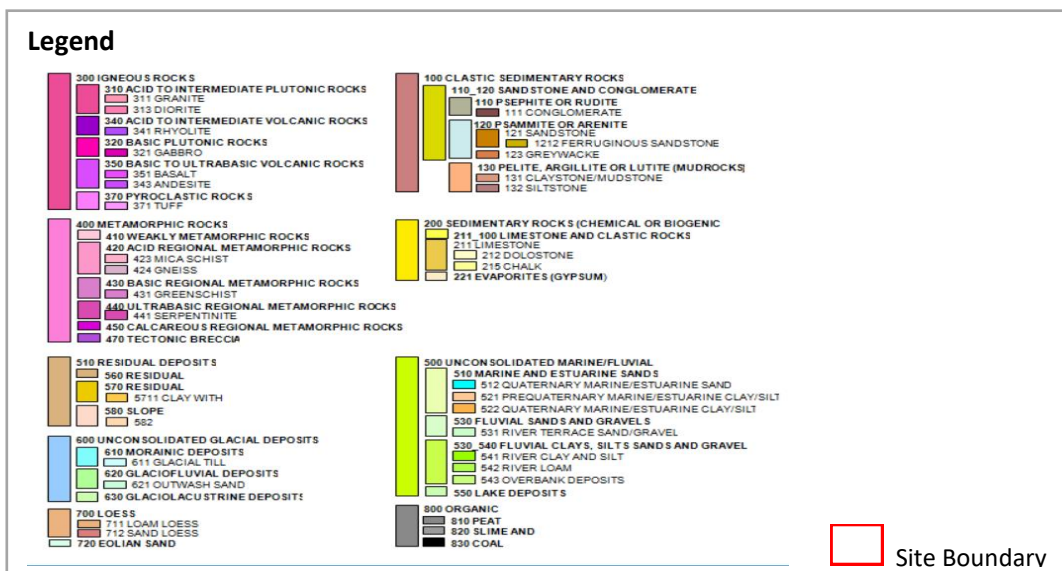 Legend
300 IGNEOUS ROCKS
310 ACID TO INTERMEDIATE PLUTONIC ROCKS
311 GRANITE
313 DIORITE
340 ACID TO INTERMEDIATE VOLCANIC ROCKS
341 RHYOLITE
320 BASIC PLUTONIC ROCKS
321 GABBRO
350 BASIC TO ULTRABASIC VOLCANIC ROCKS
351 BASALT
343 ANDESITE
370 PYROCLASTIC ROCKS
371 TUFF
400 METAMORPHIC ROCKS
410 WEAKLY METAMORPHIC ROCKS
420 ACID REGIONAL METAMORPHIC ROCKS
423 MICA SCHIST
424 GNEISS
430 BASIC REGIONAL METAMORPHIC ROCKS
431 GREENSCHIST
440 ULTRABASIC REGIONAL METAMORPHIC ROCKS
441 SERPENTINITE
450 CALCAREOUS REGIONAL METAMORPHIC ROCKS
470 TECTONIC BRECCIA
510 RESIDUAL DEPOSITS
560 RESIDUAL
570 RESIDUAL
5711 CLAY WITH
580 SLOPE
582
600 UNCONSOLIDATED GLACIAL DEPOSITS
610 MORAINIC DEPOSITS
611 GLACIAL TILL
620 GLACIOFLUVIAL DEPOSITS
621 OUTWASH SAND
630 GLACIOLACUSTRINE DEPOSITS
700 LOESS
711 LOAM LOESS
712 SAND LOESS
720 EOLIAN SAND
100 CLASTIC SEDIMENTARY ROCKS
110_120 SANDSTONE AND CONGLOMERATE
110 PSEPHITE OR RUDITE
111 CONGLOMERATE
120 PSAMMITE OR ARENITE
121 SANDSTONE
1212 FERRUGINOUS SANDSTONE
123 GREYWACKE
130 PELITE, ARGILLITE OR LUTITE (MUDROCKS)
131 CLAYSTONE/MUDSTONE
132 SILTSTONE
200 SEDIMENTARY ROCKS (CHEMICAL OR BIOGENIC
211_100 LIMESTONE AND CLASTIC ROCKS
211 LIMESTONE
212 DOLOSTONE
215 CHALK
221 EVAPORITES (GYPSUM)
500 UNCONSOLIDATED MARINE/FLUVIAL
510 MARINE AND ESTUARINE SANDS
512 QUATERNARY MARINE/ESTUARINE SAND
521 PREQUATERNARY MARINE/ESTUARINE CLAY/SILT
522 QUATERNARY MARINE/ESTUARINE CLAY/SILT
530 FLUVIAL SANDS AND GRAVELS
531 RIVER TERRACE SAND/GRAVEL
530_540 FLUVIAL CLAYS, SILTS SANDS AND GRAVEL
541 RIVER CLAY AND SILT
542 RIVER LOAM
543 OVERBANK DEPOSITS
550 LAKE DEPOSITS
800 ORGANIC
810 PEAT
820 SLIME AND
830 COAL
Site Boundary